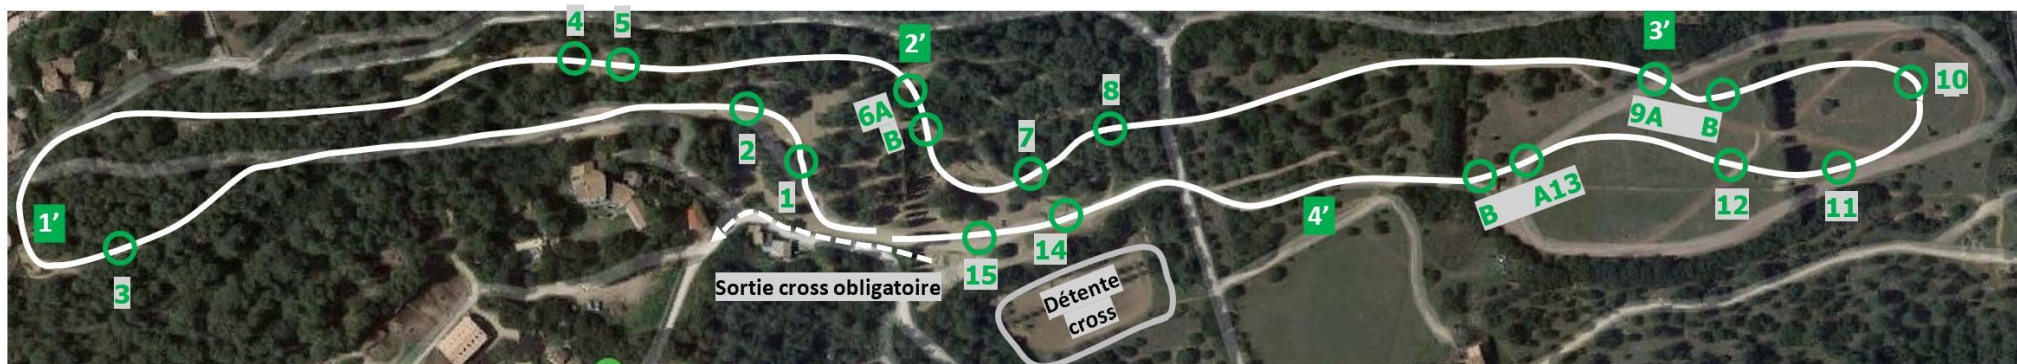 4
5
2’
3’
10
8
6A
B
9A
B
7
2
1
B
A13
12
11
1’
4’
14
15
3
Sortie cross obligatoire
Détente
cross